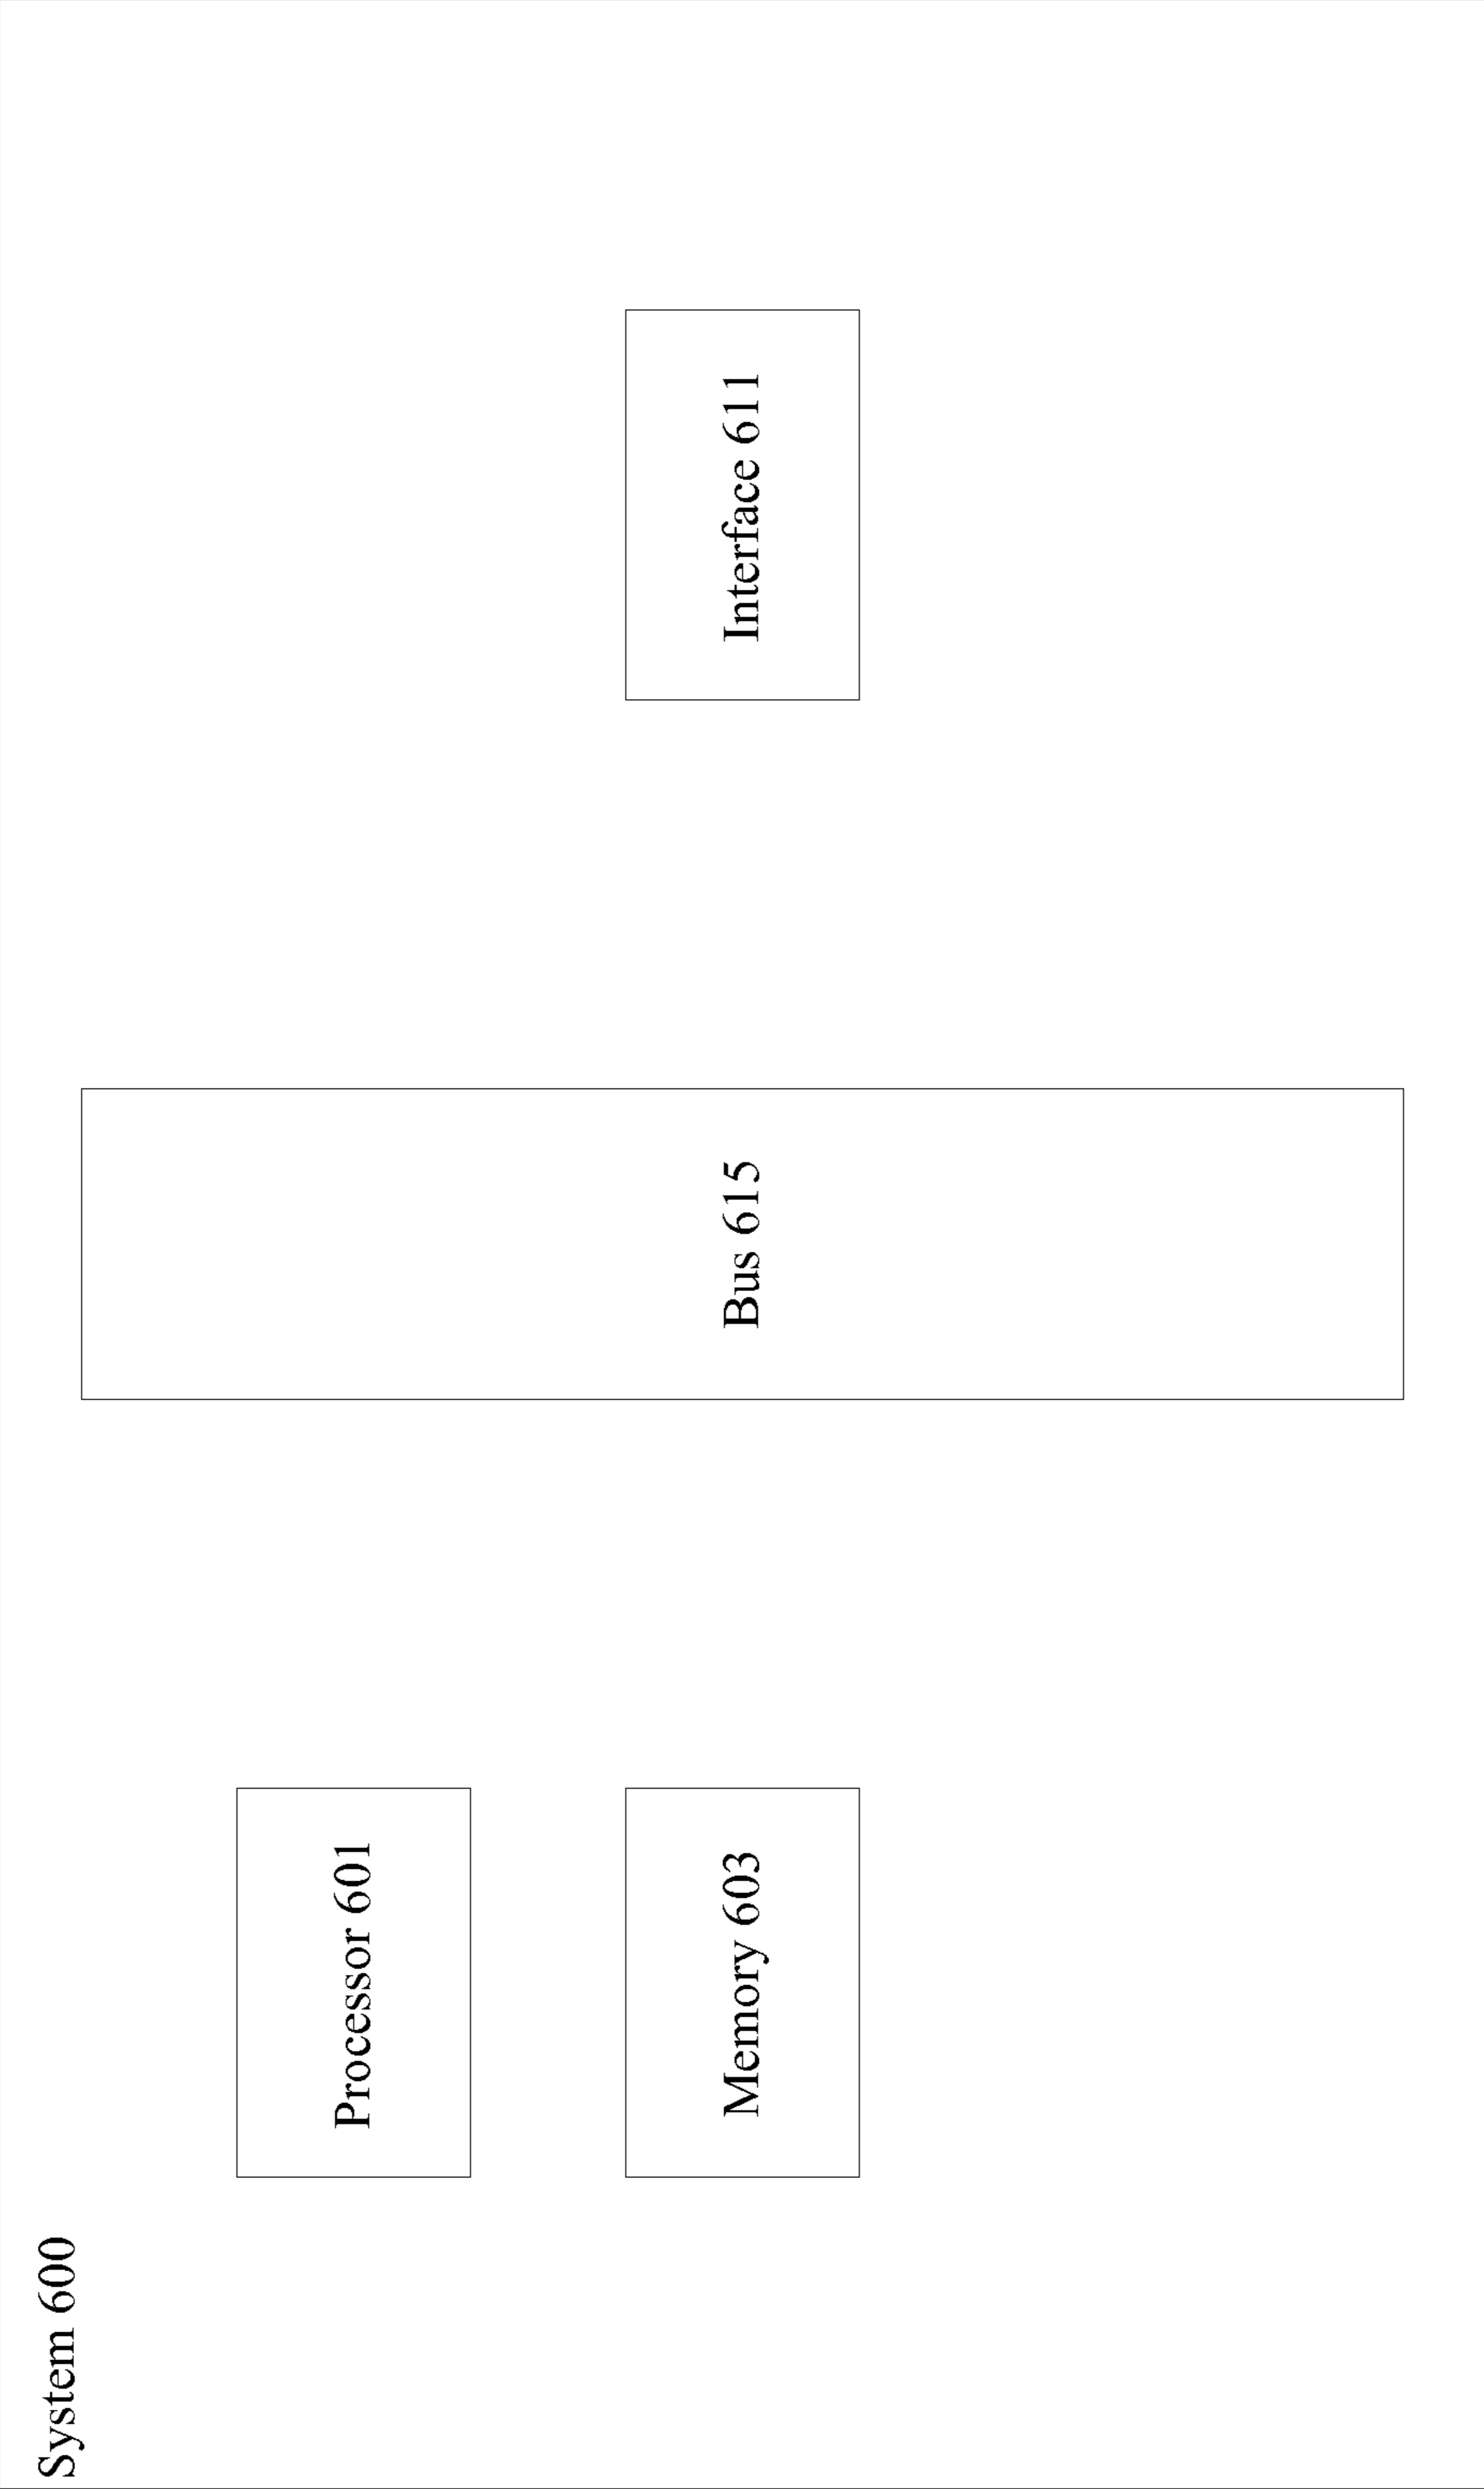 System 600
Processor 601
Memory 603
Bus 615
Interface 611